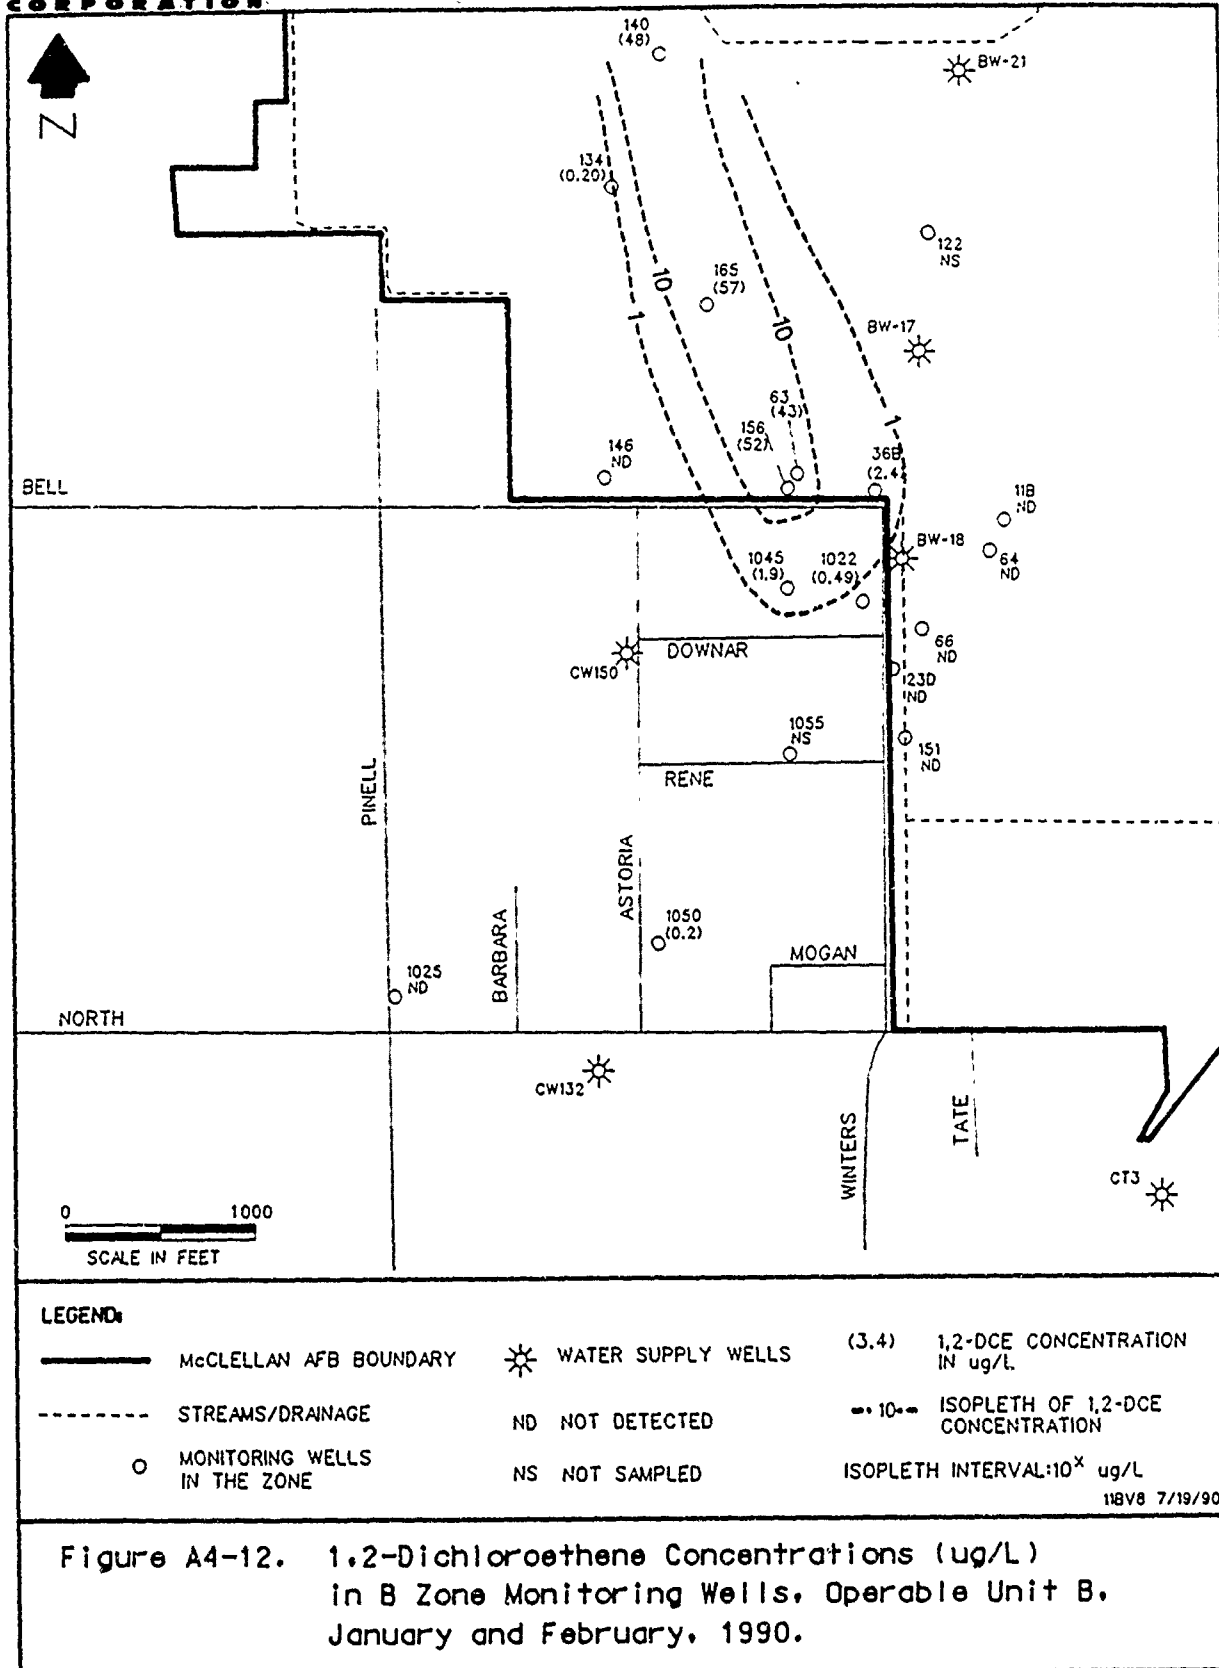 CORPORATION
Z
140
(48)
BW-21
134
(0.20)
122
NS
165
(57)
10
10
1
BW-17
63
(43)
156
(52)
1
146
ND
36B
(2.4)
BELL
11B
ND
BW-18
64
ND
1045
(1.9)
1022
(0.49)
66
ND
DOWNAR
CW150
23D
ND
1055
NS
151
ND
RENE
PINELL
ASTORIA
BARBARA
1050
(0.2)
MOGAN
1025
ND
NORTH
CW132
WINTERS
TATE
CT3
0 1000
SCALE IN FEET
LEGEND:
McCLELLAN AFB BOUNDARY
STREAMS/DRAINAGE
MONITORING WELLS
IN THE ZONE
WATER SUPPLY WELLS
ND NOT DETECTED
NS NOT SAMPLED
(3.4) 1,2-DCE CONCENTRATION
IN ug/L
10 ISOPLETH OF 1,2-DCE
CONCENTRATION
ISOPLETH INTERVAL:10^X ug/L
11BV8 7/19/90
Figure A4-12. 1,2-Dichloroethene Concentrations (ug/L)
in B Zone Monitoring Wells, Operable Unit B,
January and February, 1990.